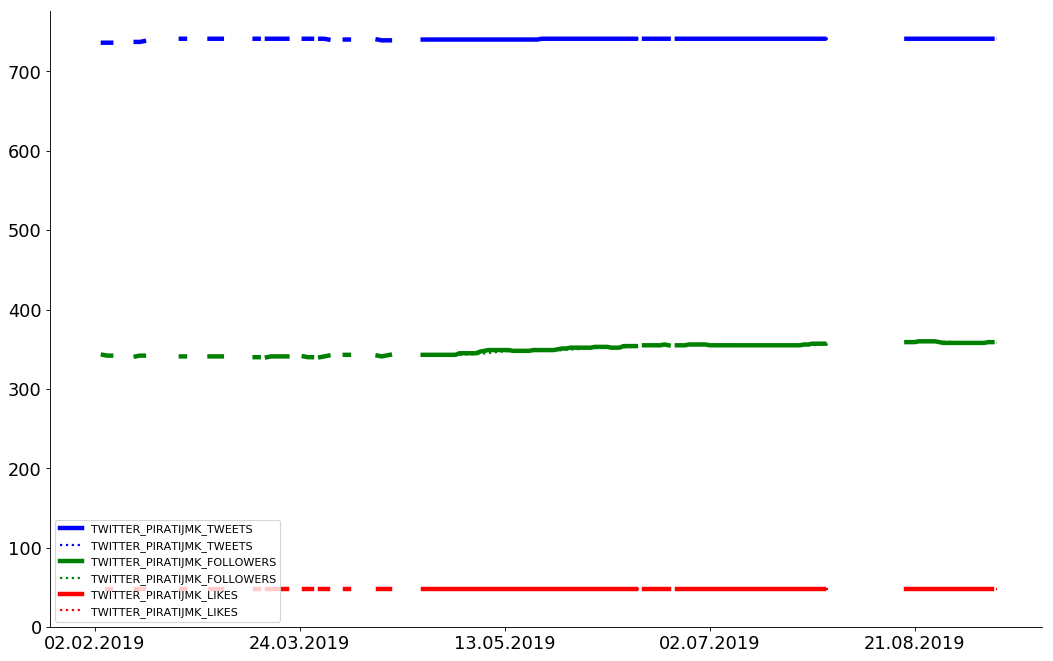 700
600
500
400
300
200
100
0
TWITTER_PIRATIJMK_TWEETS
TWITTER_PIRATIJMK_TWEETS
TWITTER_PIRATIJMK_FOLLOWERS
TWITTER_PIRATIJMK_FOLLOWERS
TWITTER_PIRATIJMK_LIKES
TWITTER_PIRATIJMK_LIKES
02.02.2019 24.03.2019 13.05.2019 02.07.2019 21.08.2019